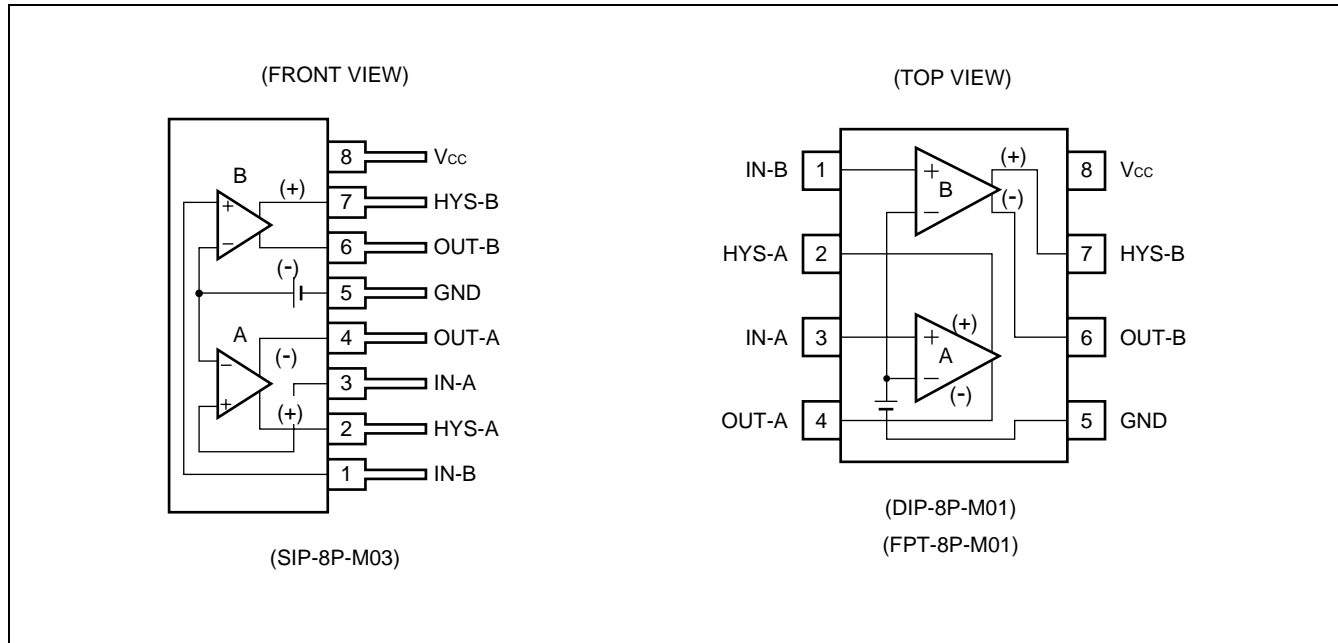 (FRONT VIEW)
8 Vcc
B (+)
7 HYS-B
+
−
6 OUT-B
(-)
5 GND
A
4 OUT-A
(-)
−
3 IN-A
+
(+)
2 HYS-A
1 IN-B
(SIP-8P-M03)
(TOP VIEW)
IN-B 1
+ B (+)
8 Vcc
−
(-)
HYS-A 2
7 HYS-B
IN-A 3
+ A (+)
6 OUT-B
−
(-)
OUT-A 4
5 GND
(DIP-8P-M01)
(FPT-8P-M01)